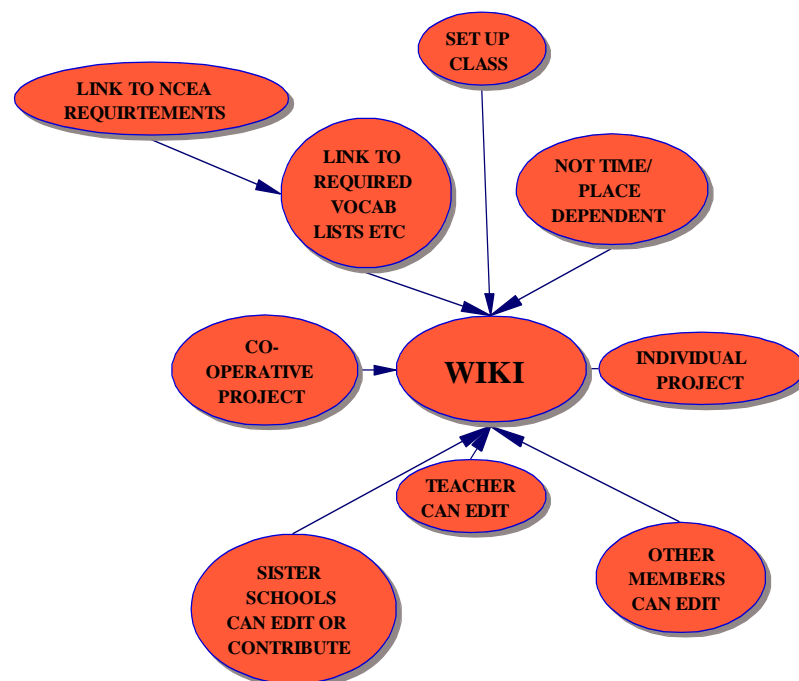 SET UP
CLASS
LINK TO NCEA
REQUIRTEMENTS
LINK TO
REQUIRED
VOCAB
LISTS ETC
NOT TIME/
PLACE
DEPENDENT
CO-
OPERATIVE
PROJECT
WIKI
INDIVIDUAL
PROJECT
TEACHER
CAN EDIT
SISTER
SCHOOLS
CAN EDIT OR
CONTRIBUTE
OTHER
MEMBERS
CAN EDIT